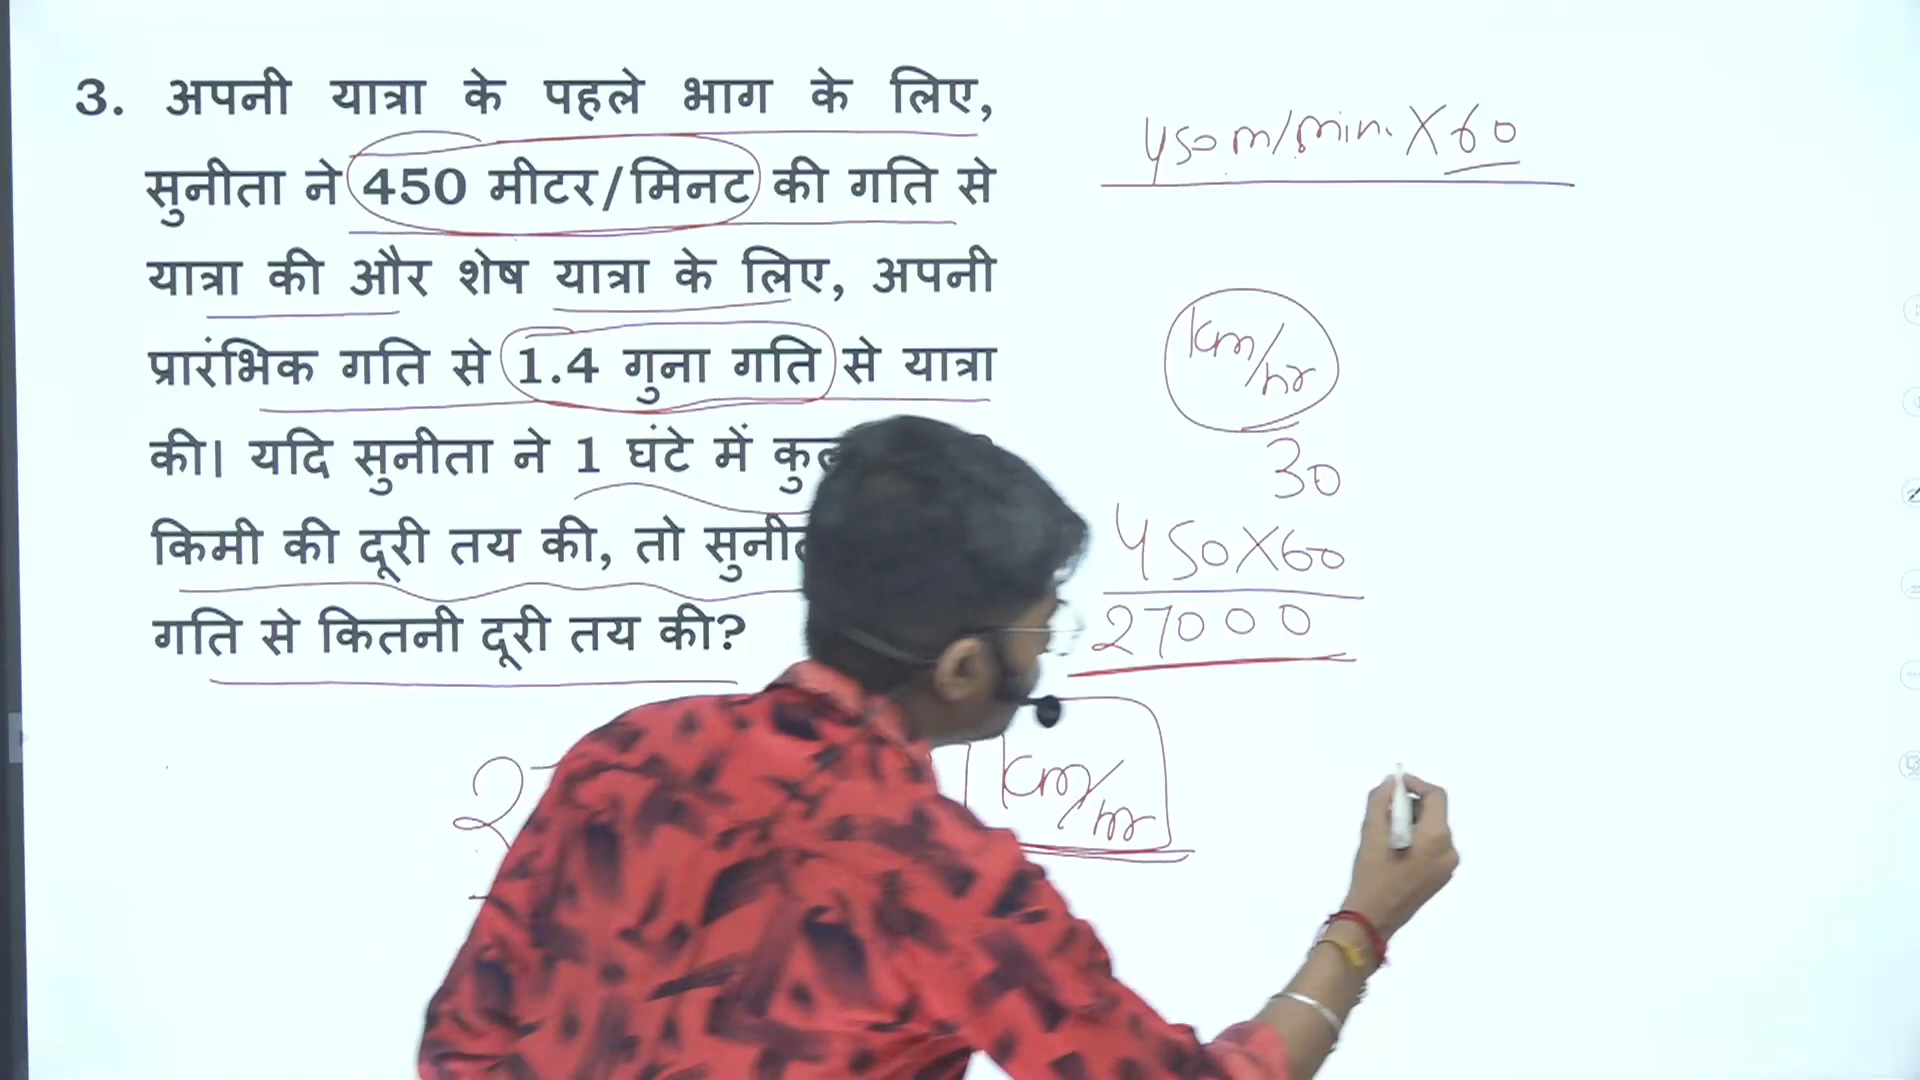 3. अपनी यात्रा के पहले भाग के लिए,
सुनीता ने 450 मीटर/मिनट की गति से
यात्रा की और शेष यात्रा के लिए, अपनी
प्रारंभिक गति से 1.4 गुना गति से यात्रा
की। यदि सुनीता ने 1 घंटे में
किमी की दूरी तय की, तो
गति से कितनी दूरी तय की?
450 m/min. X 60
km/hr
30
450X60
27000
2
km/hr